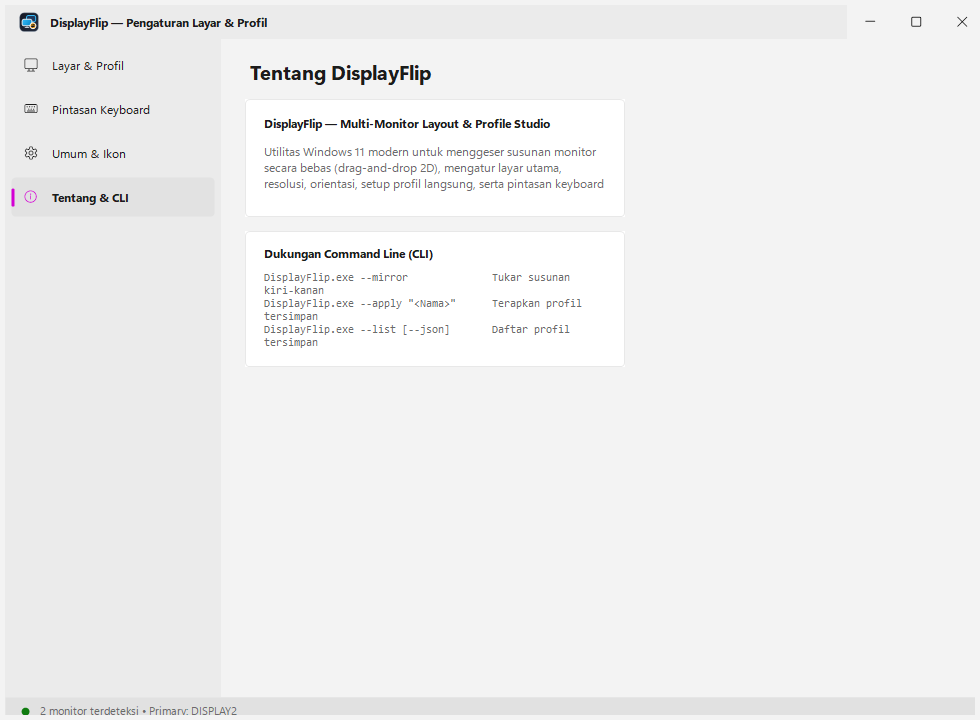 DisplayFlip — Pengaturan Layar & Profil
Layar & Profil
Pintasan Keyboard
Umum & Ikon
Tentang & CLI
Tentang DisplayFlip
DisplayFlip — Multi-Monitor Layout & Profile Studio
Utilitas Windows 11 modern untuk menggeser susunan monitor
secara bebas (drag-and-drop 2D), mengatur layar utama,
resolusi, orientasi, setup profil langsung, serta pintasan keyboard
Dukungan Command Line (CLI)
DisplayFlip.exe --mirror Tukar susunan
kiri-kanan
DisplayFlip.exe --apply "<Nama>" Terapkan profil
tersimpan
DisplayFlip.exe --list [--json] Daftar profil
tersimpan
2 monitor terdeteksi • Primary: DISPLAY2